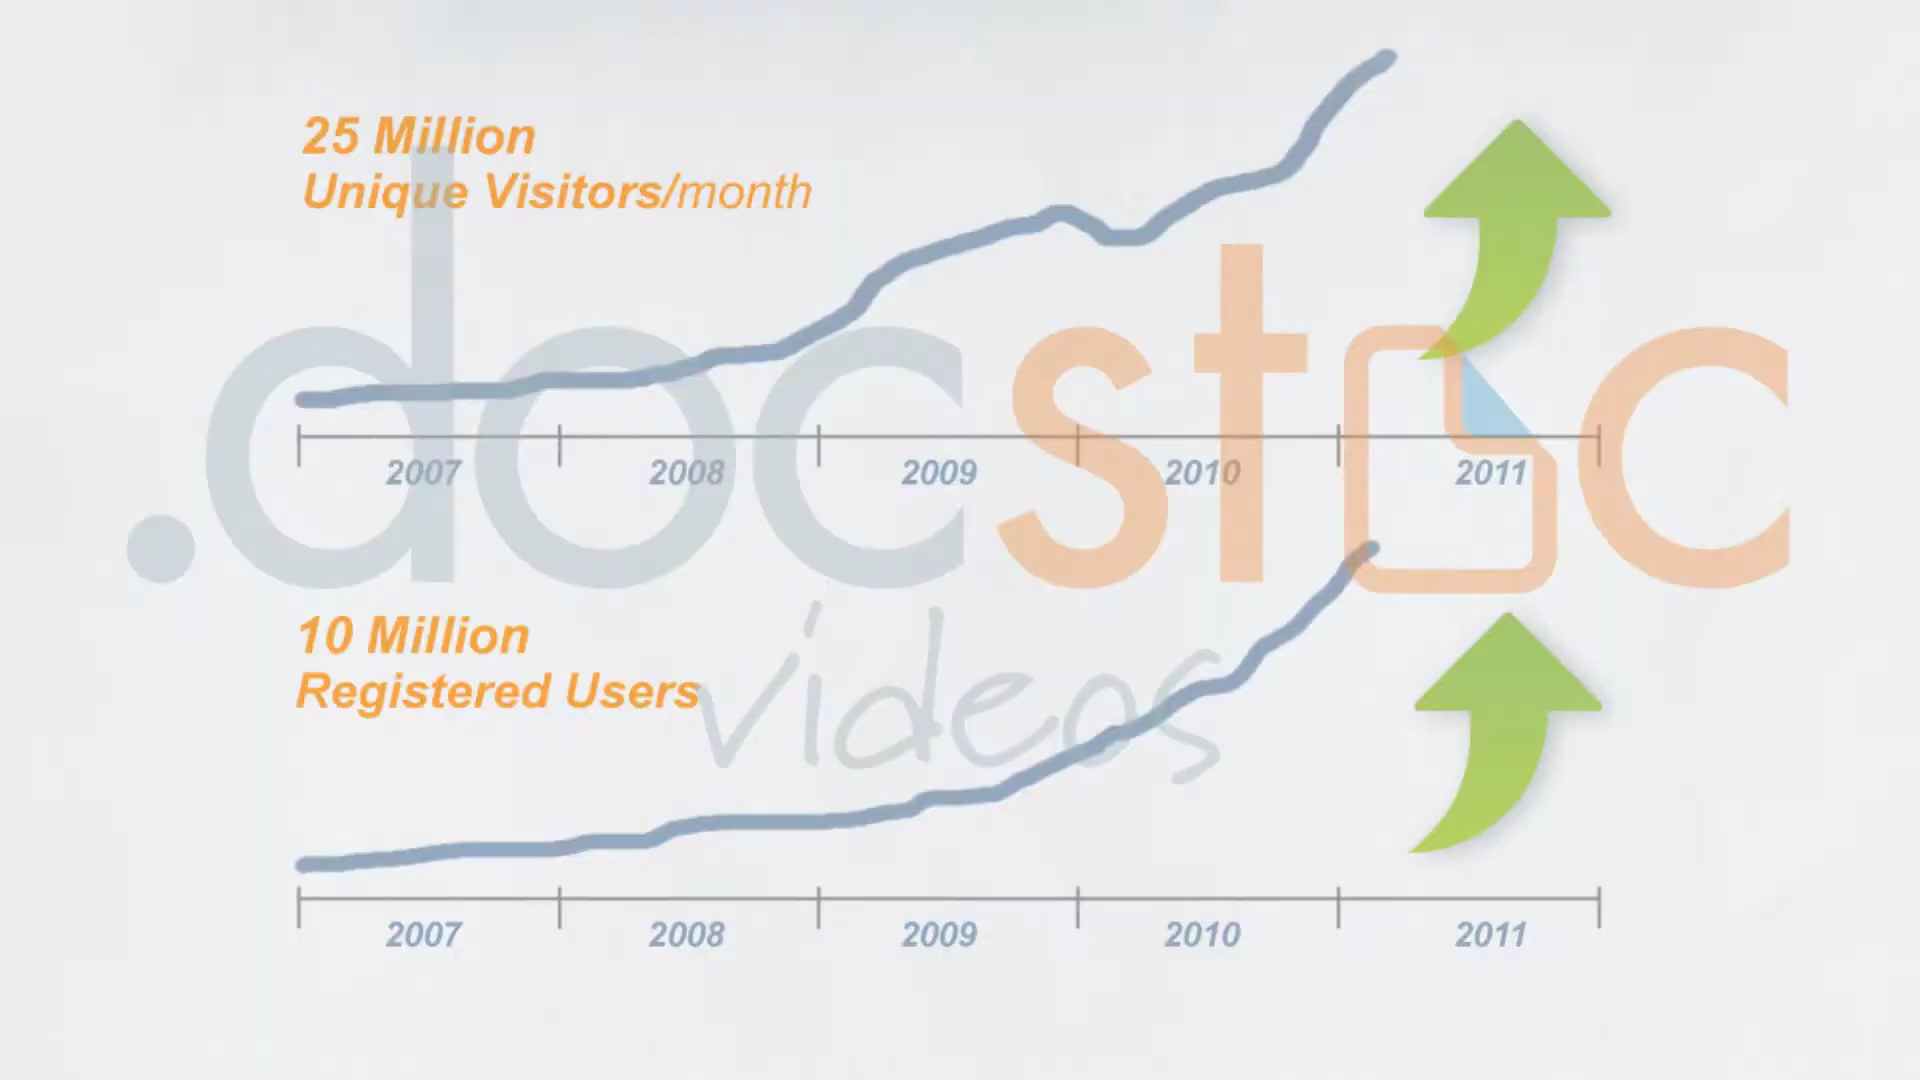 25 Million
Unique Visitors/month
2007 2008 2009 2010 2011
.docstoc
videos
10 Million
Registered Users
2007 2008 2009 2010 2011